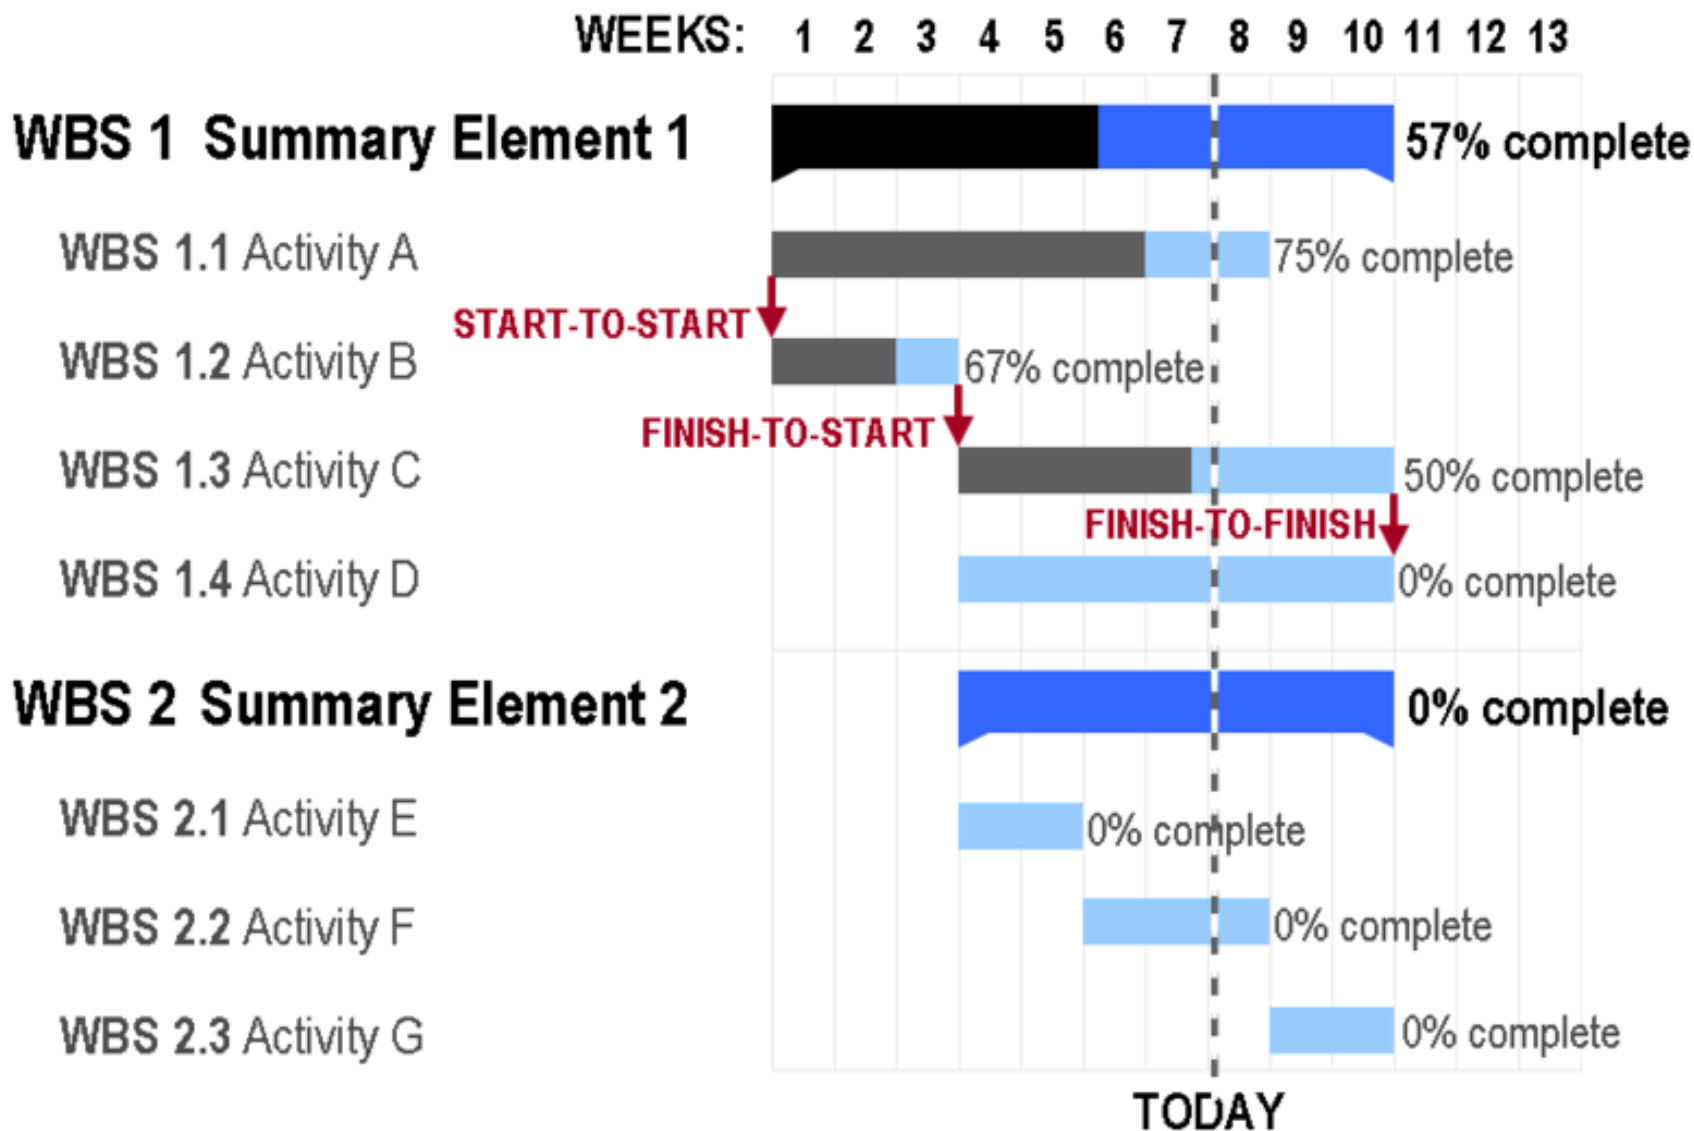 WEEKS: 1 2 3 4 5 6 7 8 9 10 11 12 13
WBS 1 Summary Element 1 57% complete
WBS 1.1 Activity A 75% complete
START-TO-START
WBS 1.2 Activity B 67% complete
FINISH-TO-START
WBS 1.3 Activity C 50% complete
FINISH-TO-FINISH
WBS 1.4 Activity D 0% complete
WBS 2 Summary Element 2 0% complete
WBS 2.1 Activity E 0% complete
WBS 2.2 Activity F 0% complete
WBS 2.3 Activity G 0% complete
TODAY